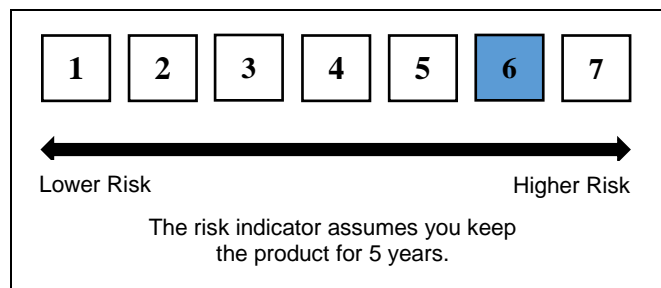 1 2 3 4 5 6 7
Lower Risk Higher Risk
The risk indicator assumes you keep
the product for 5 years.